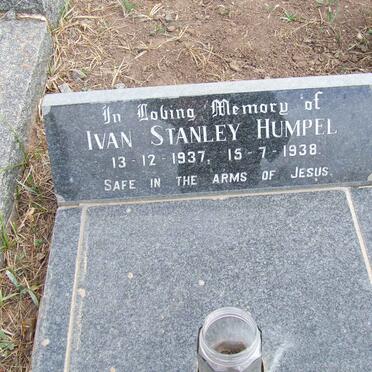 In Loving Memory of
IVAN STANLEY HUMPEL
13-12-1937, 15-7-1938.
SAFE IN THE ARMS OF JESUS.